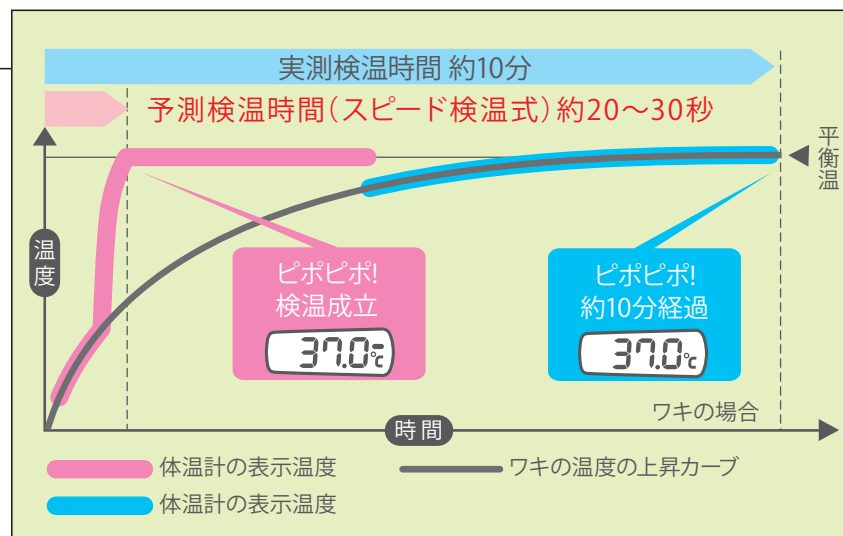 実測検温時間 約10分
予測検温時間（スピード検温式）約20〜30秒
平衡温
温度
ピポピポ!
検温成立
37.0℃
ピポピポ!
約10分経過
37.0℃
ワキの場合
時間
体温計の表示温度
ワキの温度の上昇カーブ
体温計の表示温度